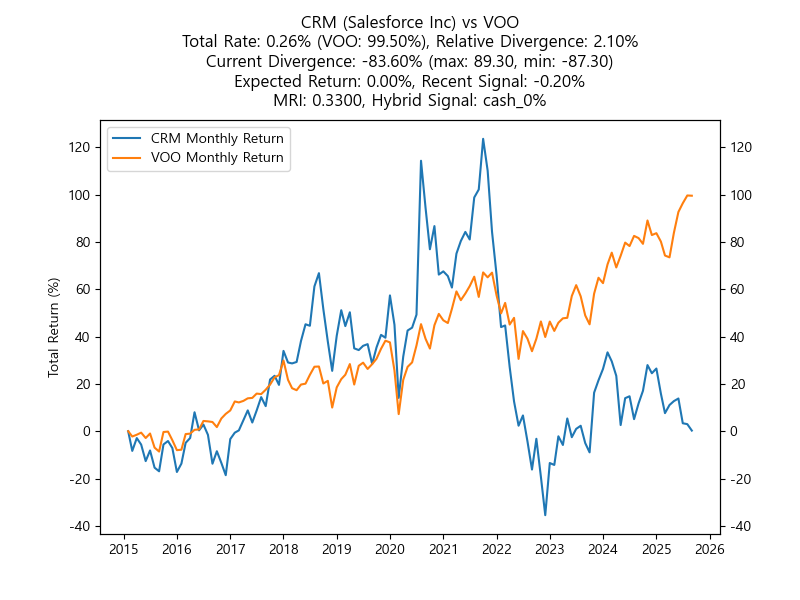 CRM (Salesforce Inc) vs VOO
Total Rate: 0.26% (VOO: 99.50%), Relative Divergence: 2.10%
Current Divergence: -83.60% (max: 89.30, min: -87.30)
Expected Return: 0.00%, Recent Signal: -0.20%
MRI: 0.3300, Hybrid Signal: cash_0%
CRM Monthly Return
VOO Monthly Return
Total Return (%)
120
100
80
60
40
20
0
-20
-40
120
100
80
60
40
20
0
-20
-40
2015 2016 2017 2018 2019 2020 2021 2022 2023 2024 2025 2026